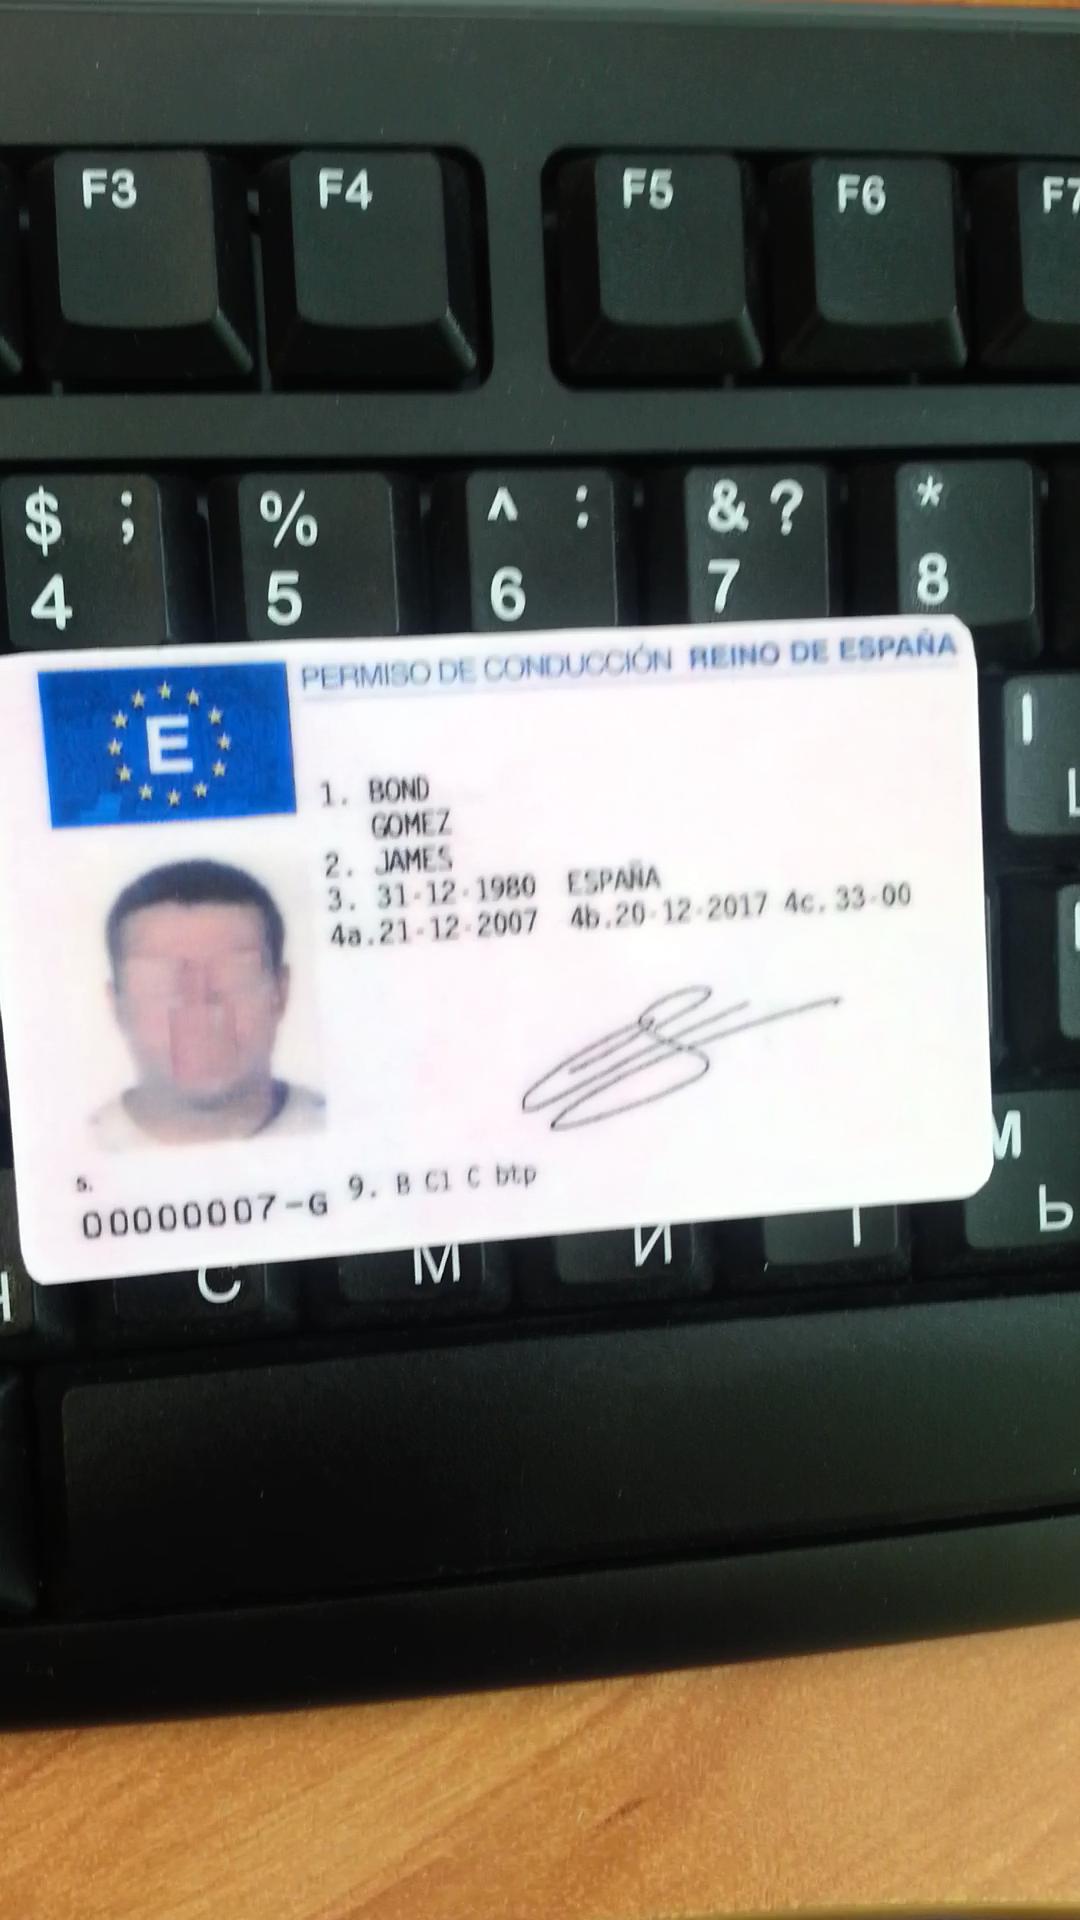 F3 F4 F5 F6 F7
$ ; % ^ : & ? *
4 5 6 7 8
PERMISO DE CONDUCCIÓN REINO DE ESPAÑA
E
1. BOND
GOMEZ
2. JAMES
3. 31-12-1980 ESPAÑA
4a.21-12-2007 4b.20-12-2017 4c.33-00
5.
00000007-G
9. B C1 C btp
I
М
С М И Ь